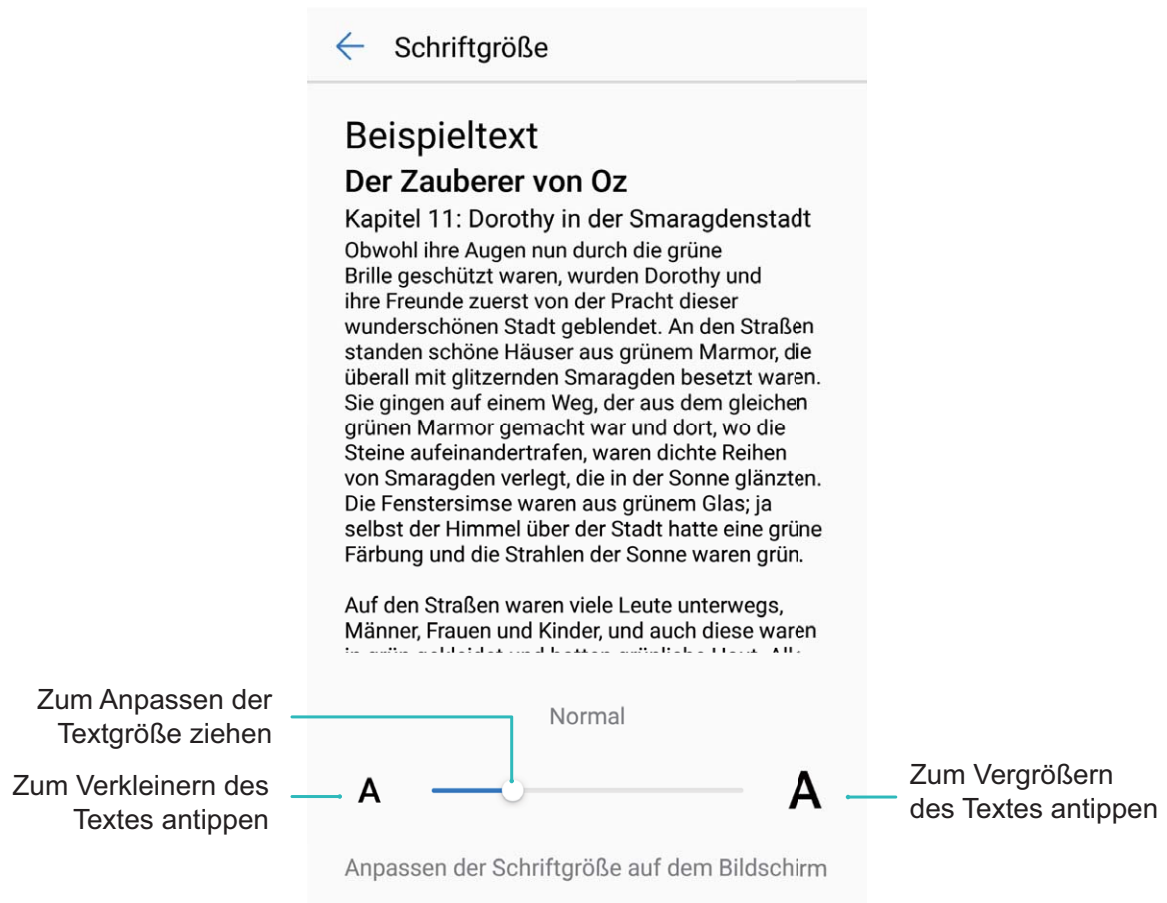 Schriftgröße
Beispieltext
Der Zauberer von Oz
Kapitel 11: Dorothy in der Smaragdenstadt
Obwohl ihre Augen nun durch die grüne
Brille geschützt waren, wurden Dorothy und
ihre Freunde zuerst von der Pracht dieser
wunderschönen Stadt geblendet. An den Straßen
standen schöne Häuser aus grünem Marmor, die
überall mit glitzernden Smaragden besetzt waren.
Sie gingen auf einem Weg, der aus dem gleichen
grünen Marmor gemacht war und dort, wo die
Steine aufeinandertrafen, waren dichte Reihen
von Smaragden verlegt, die in der Sonne glänzten.
Die Fenstersimse waren aus grünem Glas; ja
selbst der Himmel über der Stadt hatte eine grüne
Färbung und die Strahlen der Sonne waren grün.
Auf den Straßen waren viele Leute unterwegs,
Männer, Frauen und Kinder, und auch diese waren
Zum Anpassen der
Textgröße ziehen
Normal
Zum Verkleinern des
Textes antippen
A
A
Zum Vergrößern
des Textes antippen
Anpassen der Schriftgröße auf dem Bildschirm